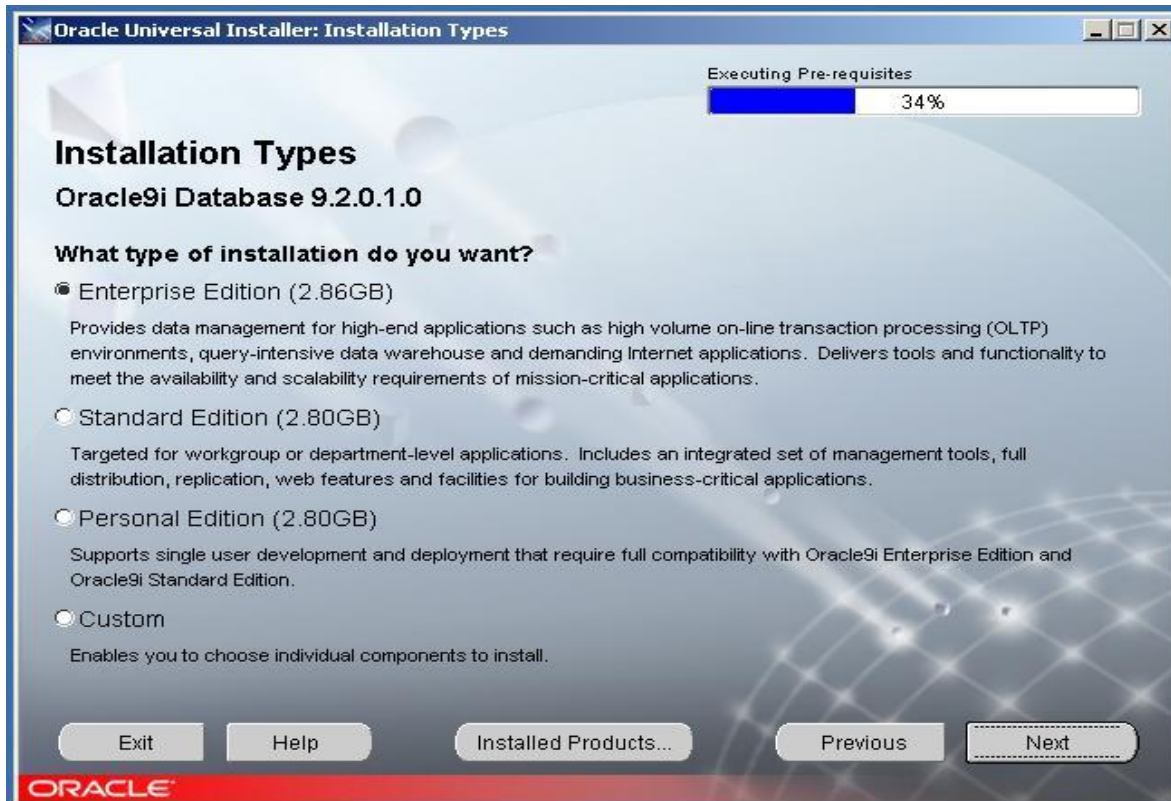 Oracle Universal Installer: Installation Types
Executing Pre-requisites
34%
Installation Types
Oracle9i Database 9.2.0.1.0
What type of installation do you want?
Enterprise Edition (2.86GB)
Provides data management for high-end applications such as high volume on-line transaction processing (OLTP)
environments, query-intensive data warehouse and demanding Internet applications. Delivers tools and functionality to
meet the availability and scalability requirements of mission-critical applications.
Standard Edition (2.80GB)
Targeted for workgroup or department-level applications. Includes an integrated set of management tools, full
distribution, replication, web features and facilities for building business-critical applications.
Personal Edition (2.80GB)
Supports single user development and deployment that require full compatibility with Oracle9i Enterprise Edition and
Oracle9i Standard Edition.
Custom
Enables you to choose individual components to install.
Exit Help Installed Products... Previous Next
ORACLE